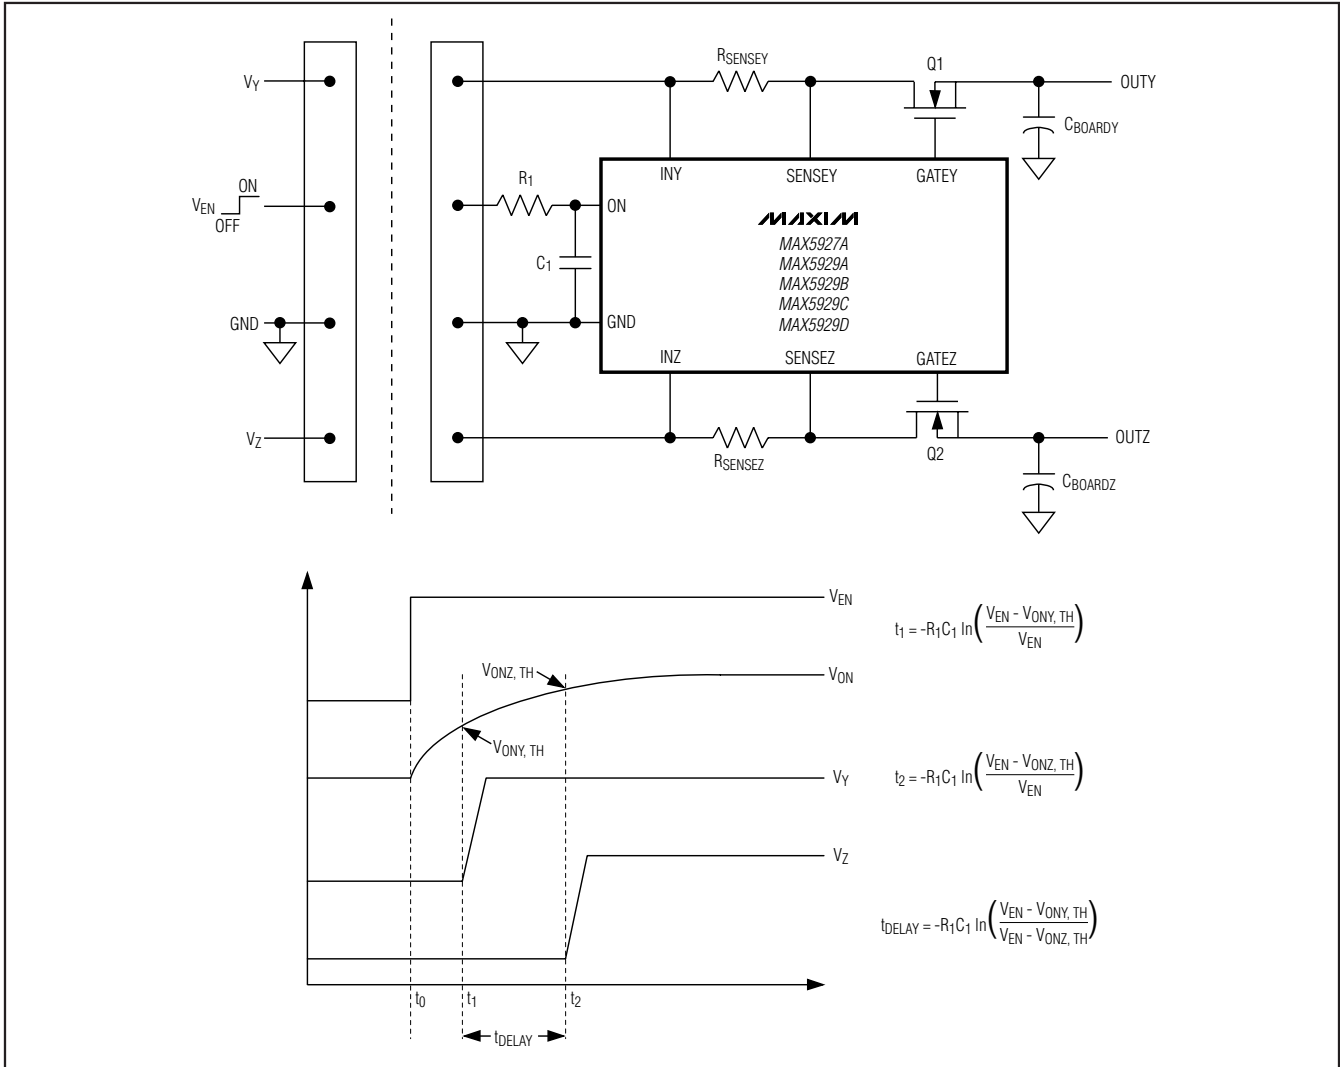 RSENSEY
Q1
VY
OUTY
CBOARDY
INY
SENSEY
GATEY
R1
ON
VEN
OFF
ON
MAXIM
MAX5927A
MAX5929A
MAX5929B
MAX5929C
MAX5929D
C1
GND
GND
INZ
SENSEZ
GATEZ
VZ
RSENSEZ
Q2
OUTZ
CBOARDZ
VEN
t1 = -R1C1 ln(VEN - VONY, TH / VEN)
VONZ, TH
VON
VONY, TH
VY
t2 = -R1C1 ln(VEN - VONZ, TH / VEN)
VZ
tDELAY = -R1C1 ln(VEN - VONY, TH / VEN - VONZ, TH)
t0
t1
t2
tDELAY